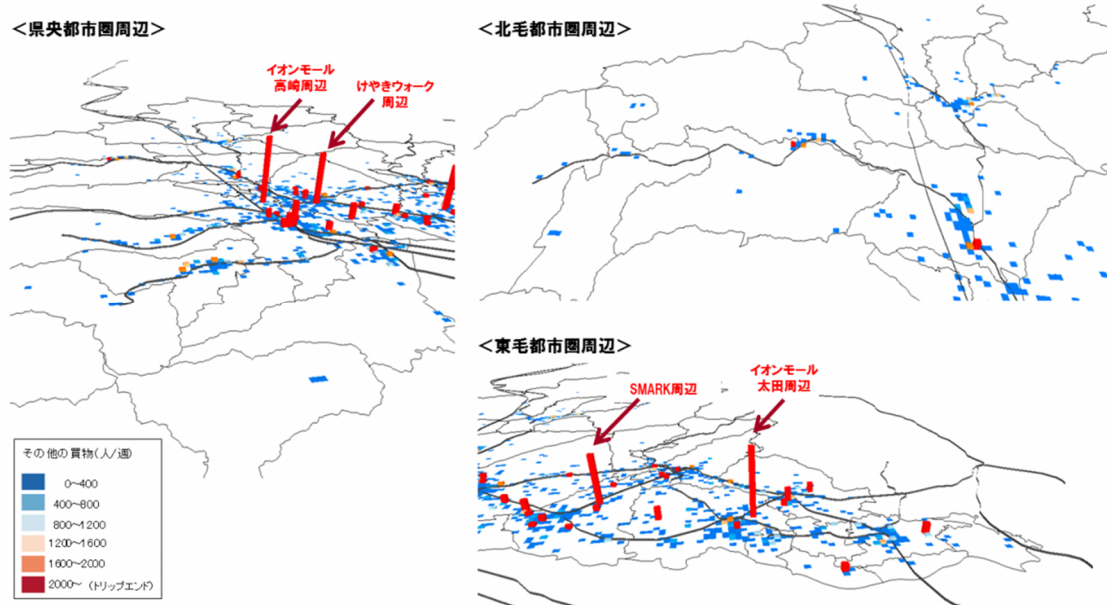 ＜県央都市圏周辺＞
イオンモール
高崎周辺
けやきウォーク
周辺
＜北毛都市圏周辺＞
＜東毛都市圏周辺＞
SMARK周辺
イオンモール
太田周辺
その他の買物(人/週)
0～400
400～800
800～1200
1200～1600
1600～2000
2000～ (トリップエンド)